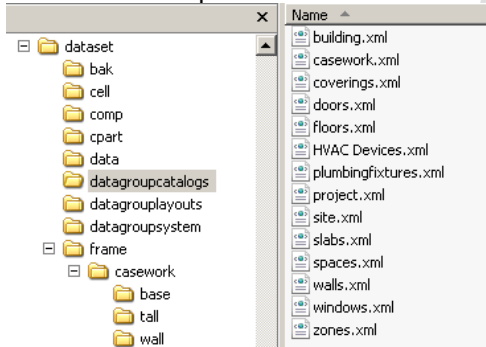 dataset
bak
cell
comp
cpart
data
datagroupcatalogs
datagrouplayouts
datagroupsystem
frame
casework
base
tall
wall
Name
building.xml
casework.xml
coverings.xml
doors.xml
floors.xml
HVAC Devices.xml
plumbingfixtures.xml
project.xml
site.xml
slabs.xml
spaces.xml
walls.xml
windows.xml
zones.xml